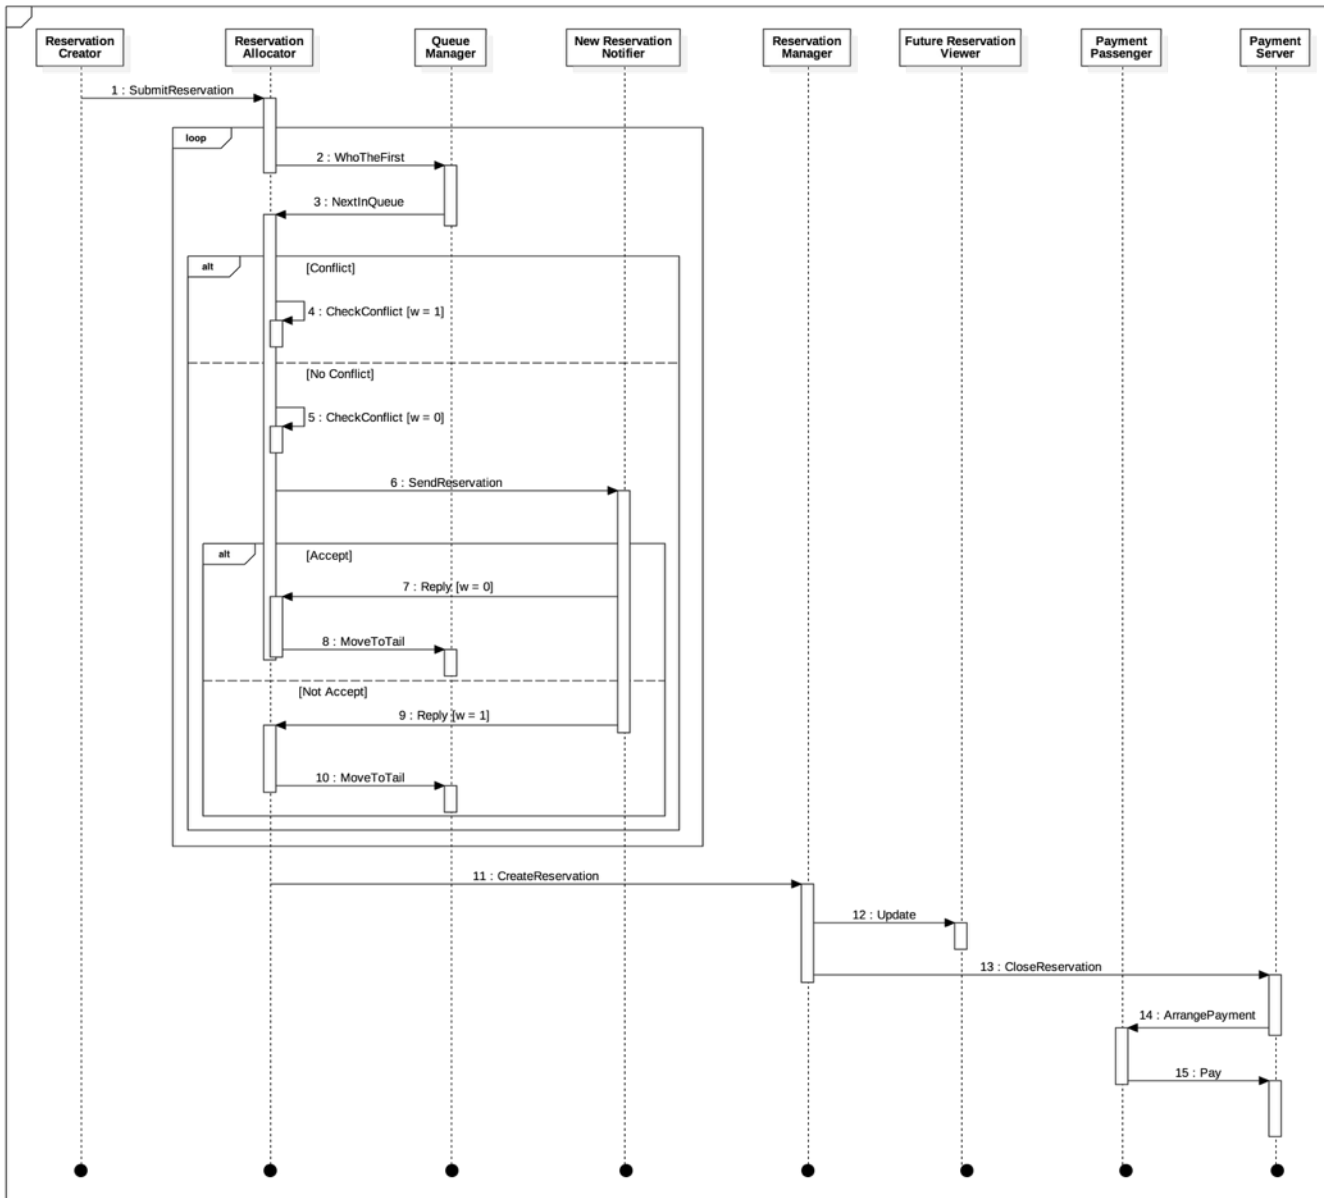 Reservation
Creator
Reservation
Allocator
Queue
Manager
New Reservation
Notifier
Reservation
Manager
Future Reservation
Viewer
Payment
Passenger
Payment
Server
1 : SubmitReservation
loop
2 : WhoTheFirst
3 : NextInQueue
alt
[Conflict]
4 : CheckConflict [w = 1]
[No Conflict]
5 : CheckConflict [w = 0]
6 : SendReservation
alt
[Accept]
7 : Reply [w = 0]
8 : MoveToTail
[Not Accept]
9 : Reply [w = 1]
10 : MoveToTail
11 : CreateReservation
12 : Update
13 : CloseReservation
14 : ArrangePayment
15 : Pay